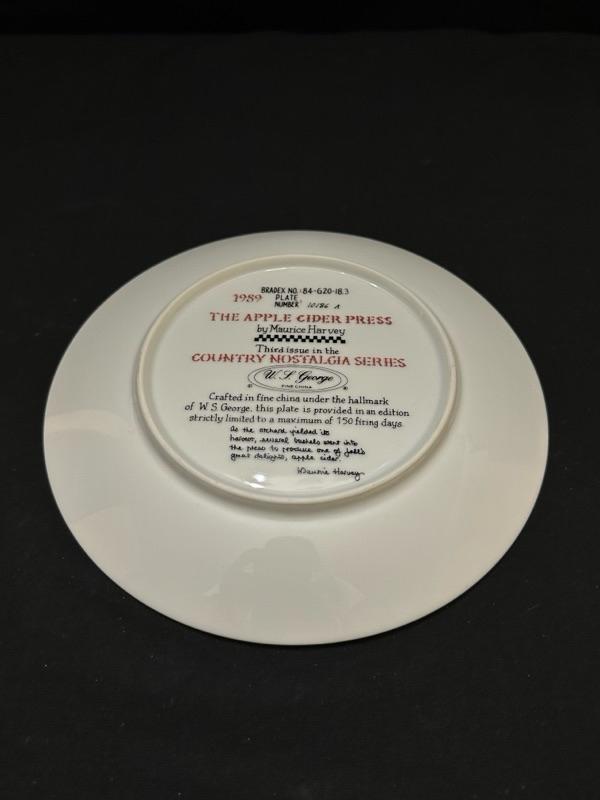 BRADEX NO. 84-G20-18.3
1989 PLATE
NUMBER 10186 A
THE APPLE CIDER PRESS
by Maurice Harvey
Third issue in the
COUNTRY NOSTALGIA SERIES
W. S. George
FINE CHINA
Crafted in fine china under the hallmark
of W. S. George, this plate is provided in an edition
strictly limited to a maximum of 150 firing days.
As the orchard yielded its
harvest, several bushels went into
the press to produce one of fall's
great delights, apple cider.
Maurice Harvey